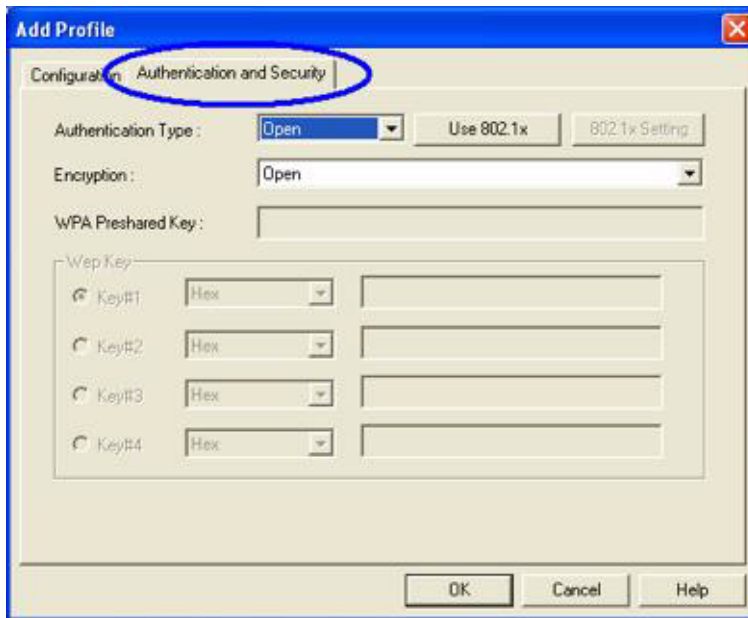 Add Profile
Configuration Authentication and Security
Authentication Type : Open Use 802.1x 802.1x Setting
Encryption : Open
WPA Preshared Key :
Wep Key
Key#1 Hex
Key#2 Hex
Key#3 Hex
Key#4 Hex
OK Cancel Help